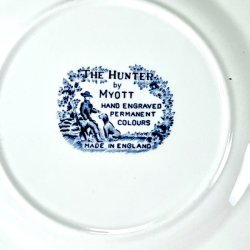 THE HUNTER
by
MYOTT
HAND ENGRAVED
PERMANENT
COLOURS
MADE IN ENGLAND